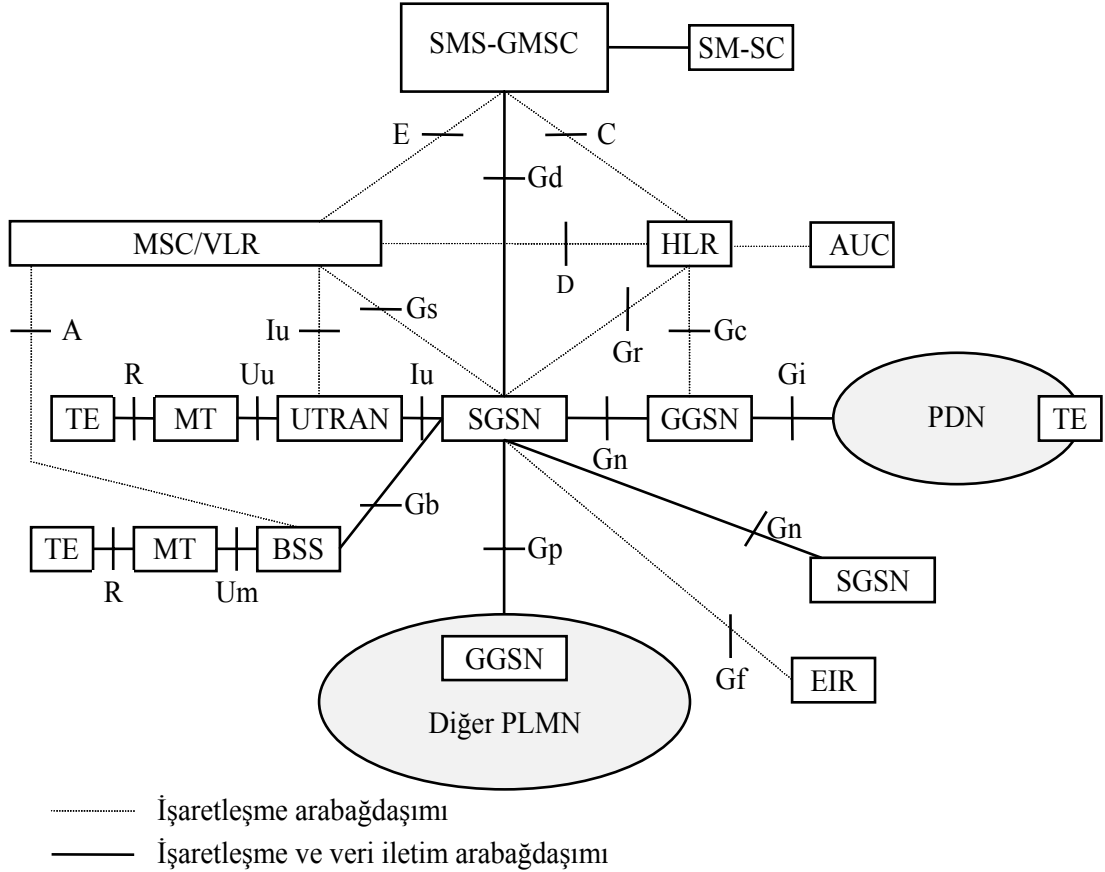 SMS-GMSC
SM-SC
E
C
Gd
MSC/VLR
HLR
AUC
D
A
Iu
Gs
Gr
Gc
R
Uu
Iu
Gi
TE
MT
UTRAN
SGSN
GGSN
PDN
TE
Gn
Gb
Gn
TE
MT
BSS
Gp
R
Um
SGSN
GGSN
Gf
EIR
Diğer PLMN
İşaretleşme arabağdaşımı
İşaretleşme ve veri iletim arabağdaşımı